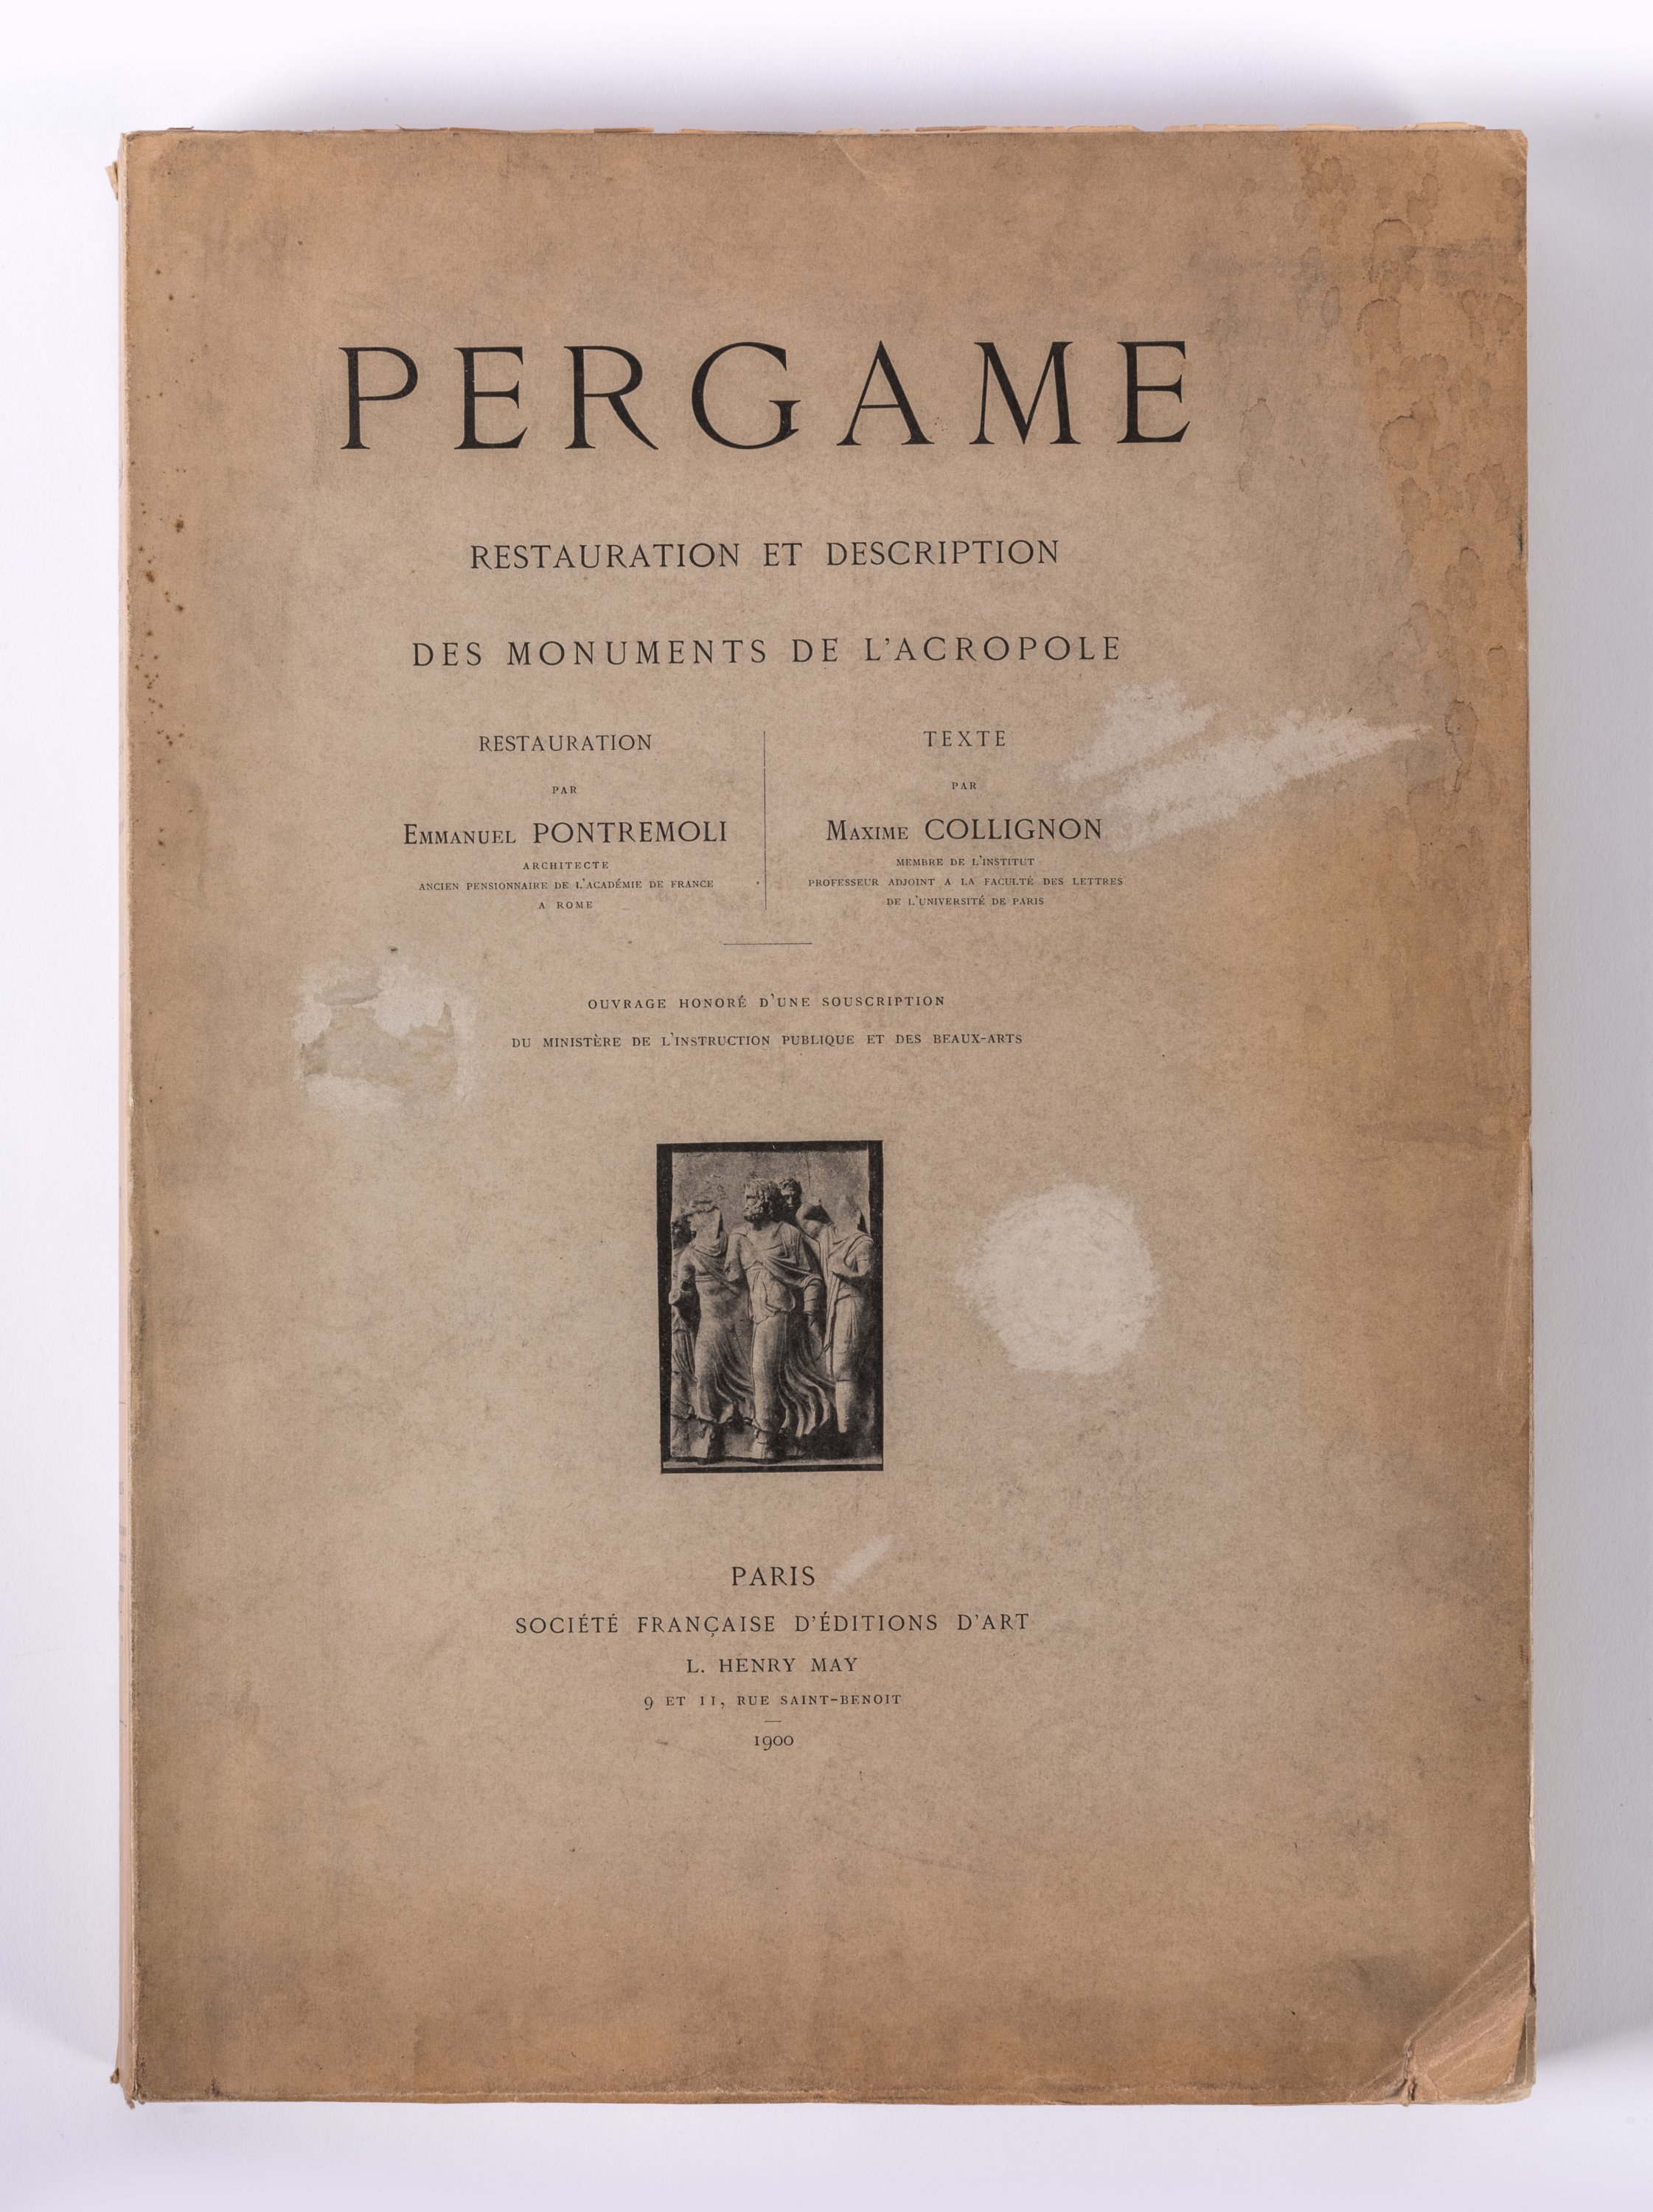 PERGAME
RESTAURATION ET DESCRIPTION
DES MONUMENTS DE L'ACROPOLE
RESTAURATION
PAR
EMMANUEL PONTREMOLI
ARCHITECTE
ANCIEN PENSIONNAIRE DE L'ACADÉMIE DE FRANCE
A ROME
TEXTE
PAR
MAXIME COLLIGNON
MEMBRE DE L'INSTITUT
PROFESSEUR ADJOINT A LA FACULTÉ DES LETTRES
DE L'UNIVERSITÉ DE PARIS
OUVRAGE HONORÉ D'UNE SOUSCRIPTION
DU MINISTÈRE DE L'INSTRUCTION PUBLIQUE ET DES BEAUX-ARTS
PARIS
SOCIÉTÉ FRANÇAISE D'ÉDITIONS D'ART
L. HENRY MAY
9 ET 11, RUE SAINT-BENOIT
1900